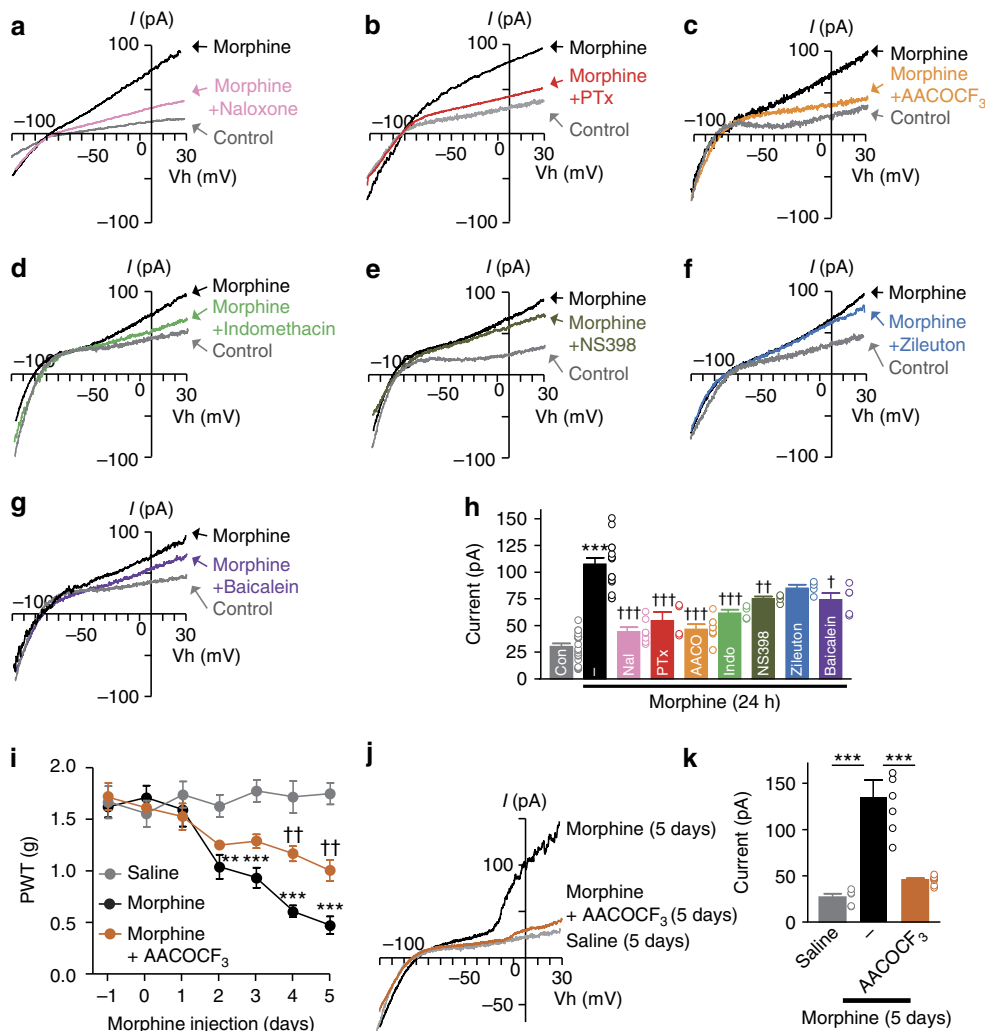 a
I (pA)
100
Morphine
Morphine
+Naloxone
Control
−100
−50
0
30
Vh (mV)
−100
b
I (pA)
100
Morphine
Morphine
+PTx
Control
−100
−50
0
30
Vh (mV)
−100
c
I (pA)
100
Morphine
Morphine
+AACOCF3
Control
−100
−50
0
30
Vh (mV)
−100
d
I (pA)
100
Morphine
Morphine
+Indomethacin
Control
−100
−50
0
30
Vh (mV)
−100
e
I (pA)
100
Morphine
Morphine
+NS398
Control
−100
−50
0
30
Vh (mV)
−100
f
I (pA)
100
Morphine
Morphine
+Zileuton
Control
−100
−50
0
30
Vh (mV)
−100
g
I (pA)
100
Morphine
Morphine
+Baicalein
Control
−100
−50
0
30
Vh (mV)
−100
h
Current (pA)
150
125
100
75
50
25
0
***
†††
†††
†††
†††
††
†
Con
–
Nal
PTx
AACO
Indo
NS398
Zileuton
Baicalein
Morphine (24 h)
i
PWT (g)
2.0
1.5
1.0
0.5
0.0
††
††
**
***
***
***
Saline
Morphine
Morphine
+ AACOCF3
−1
0
1
2
3
4
5
Morphine injection (days)
j
I (pA)
Morphine (5 days)
100
Morphine
+ AACOCF3 (5 days)
Saline (5 days)
−100
−50
0
30
Vh (mV)
−50
k
Current (pA)
***
***
150
100
50
0
Saline
–
AACOCF3
Morphine (5 days)